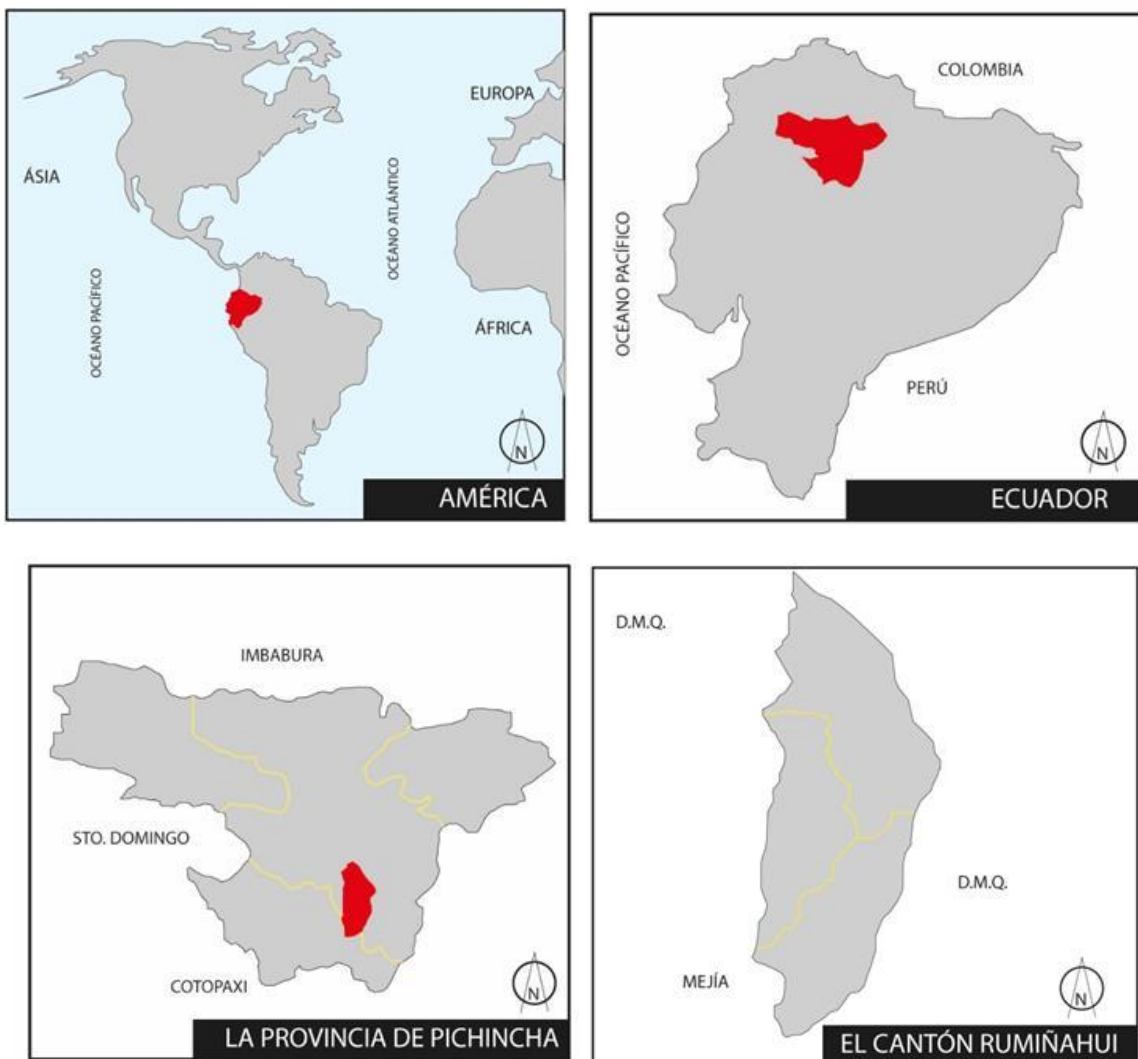 EUROPA
ÁSIA
OCÉANO ATLÁNTICO
OCÉANO PACÍFICO
ÁFRICA
N
AMÉRICA
COLOMBIA
OCÉANO PACÍFICO
PERÚ
N
ECUADOR
IMBABURA
STO. DOMINGO
COTOPAXI
N
LA PROVINCIA DE PICHINCHA
D.M.Q.
D.M.Q.
MEJÍA
N
EL CANTÓN RUMIÑAHUI